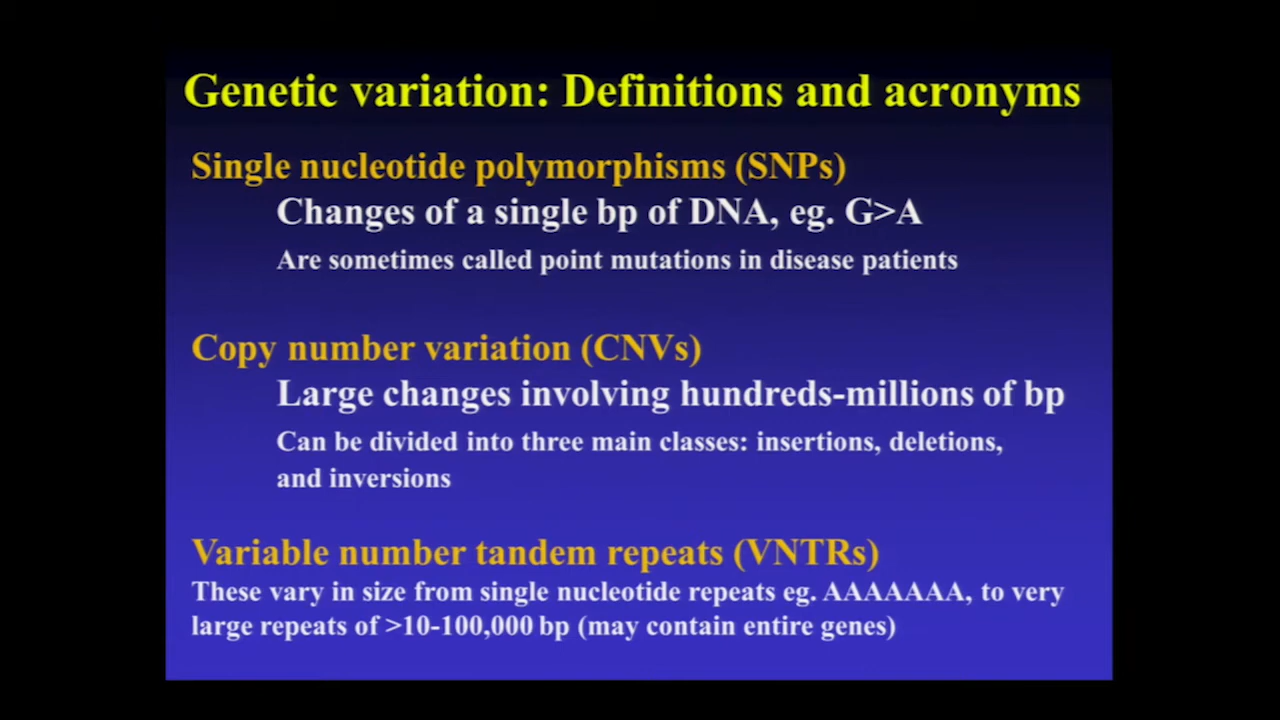 Genetic variation: Definitions and acronyms
Single nucleotide polymorphisms (SNPs)
Changes of a single bp of DNA, eg. G>A
Are sometimes called point mutations in disease patients
Copy number variation (CNVs)
Large changes involving hundreds-millions of bp
Can be divided into three main classes: insertions, deletions,
and inversions
Variable number tandem repeats (VNTRs)
These vary in size from single nucleotide repeats eg. AAAAAAA, to very
large repeats of >10-100,000 bp (may contain entire genes)